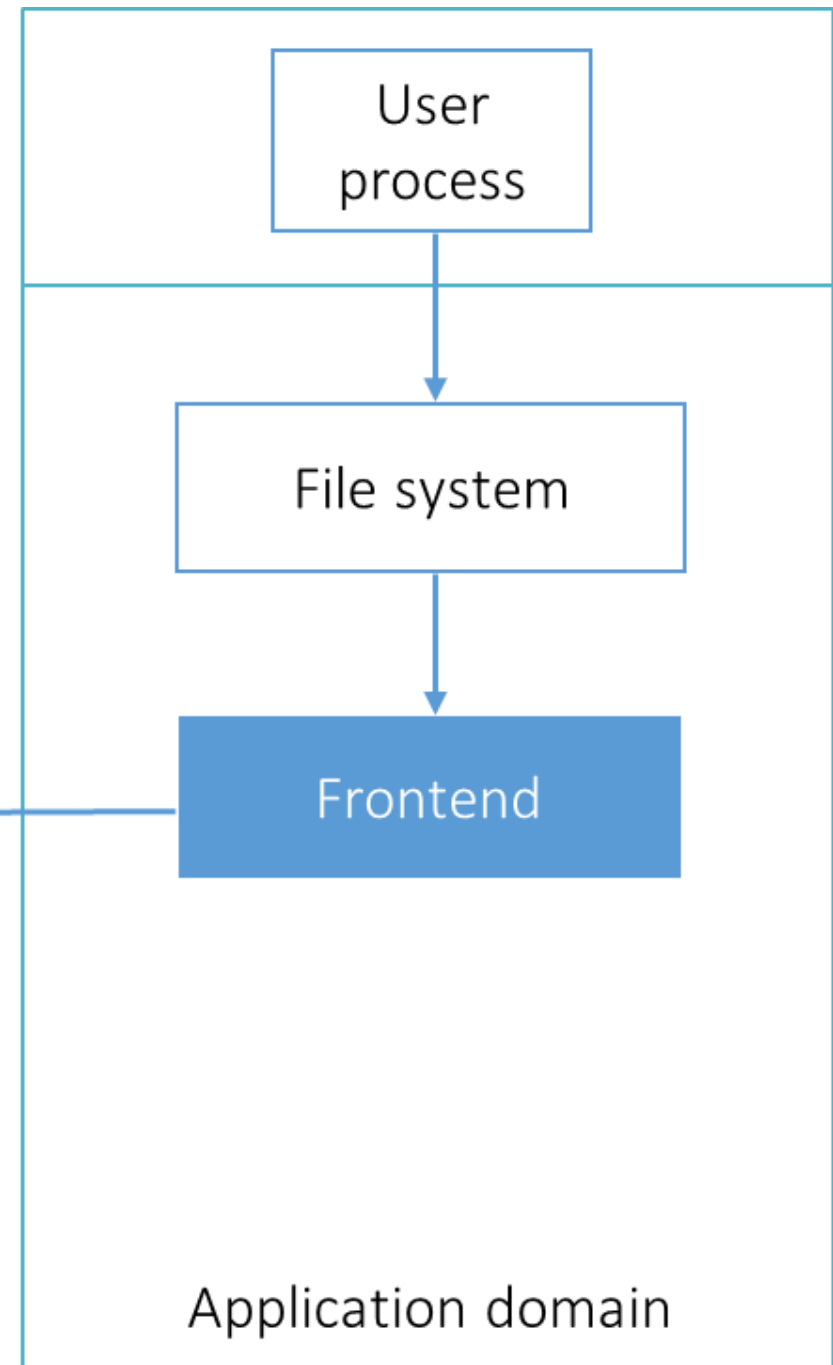 User
process
File system
Frontend
Application domain